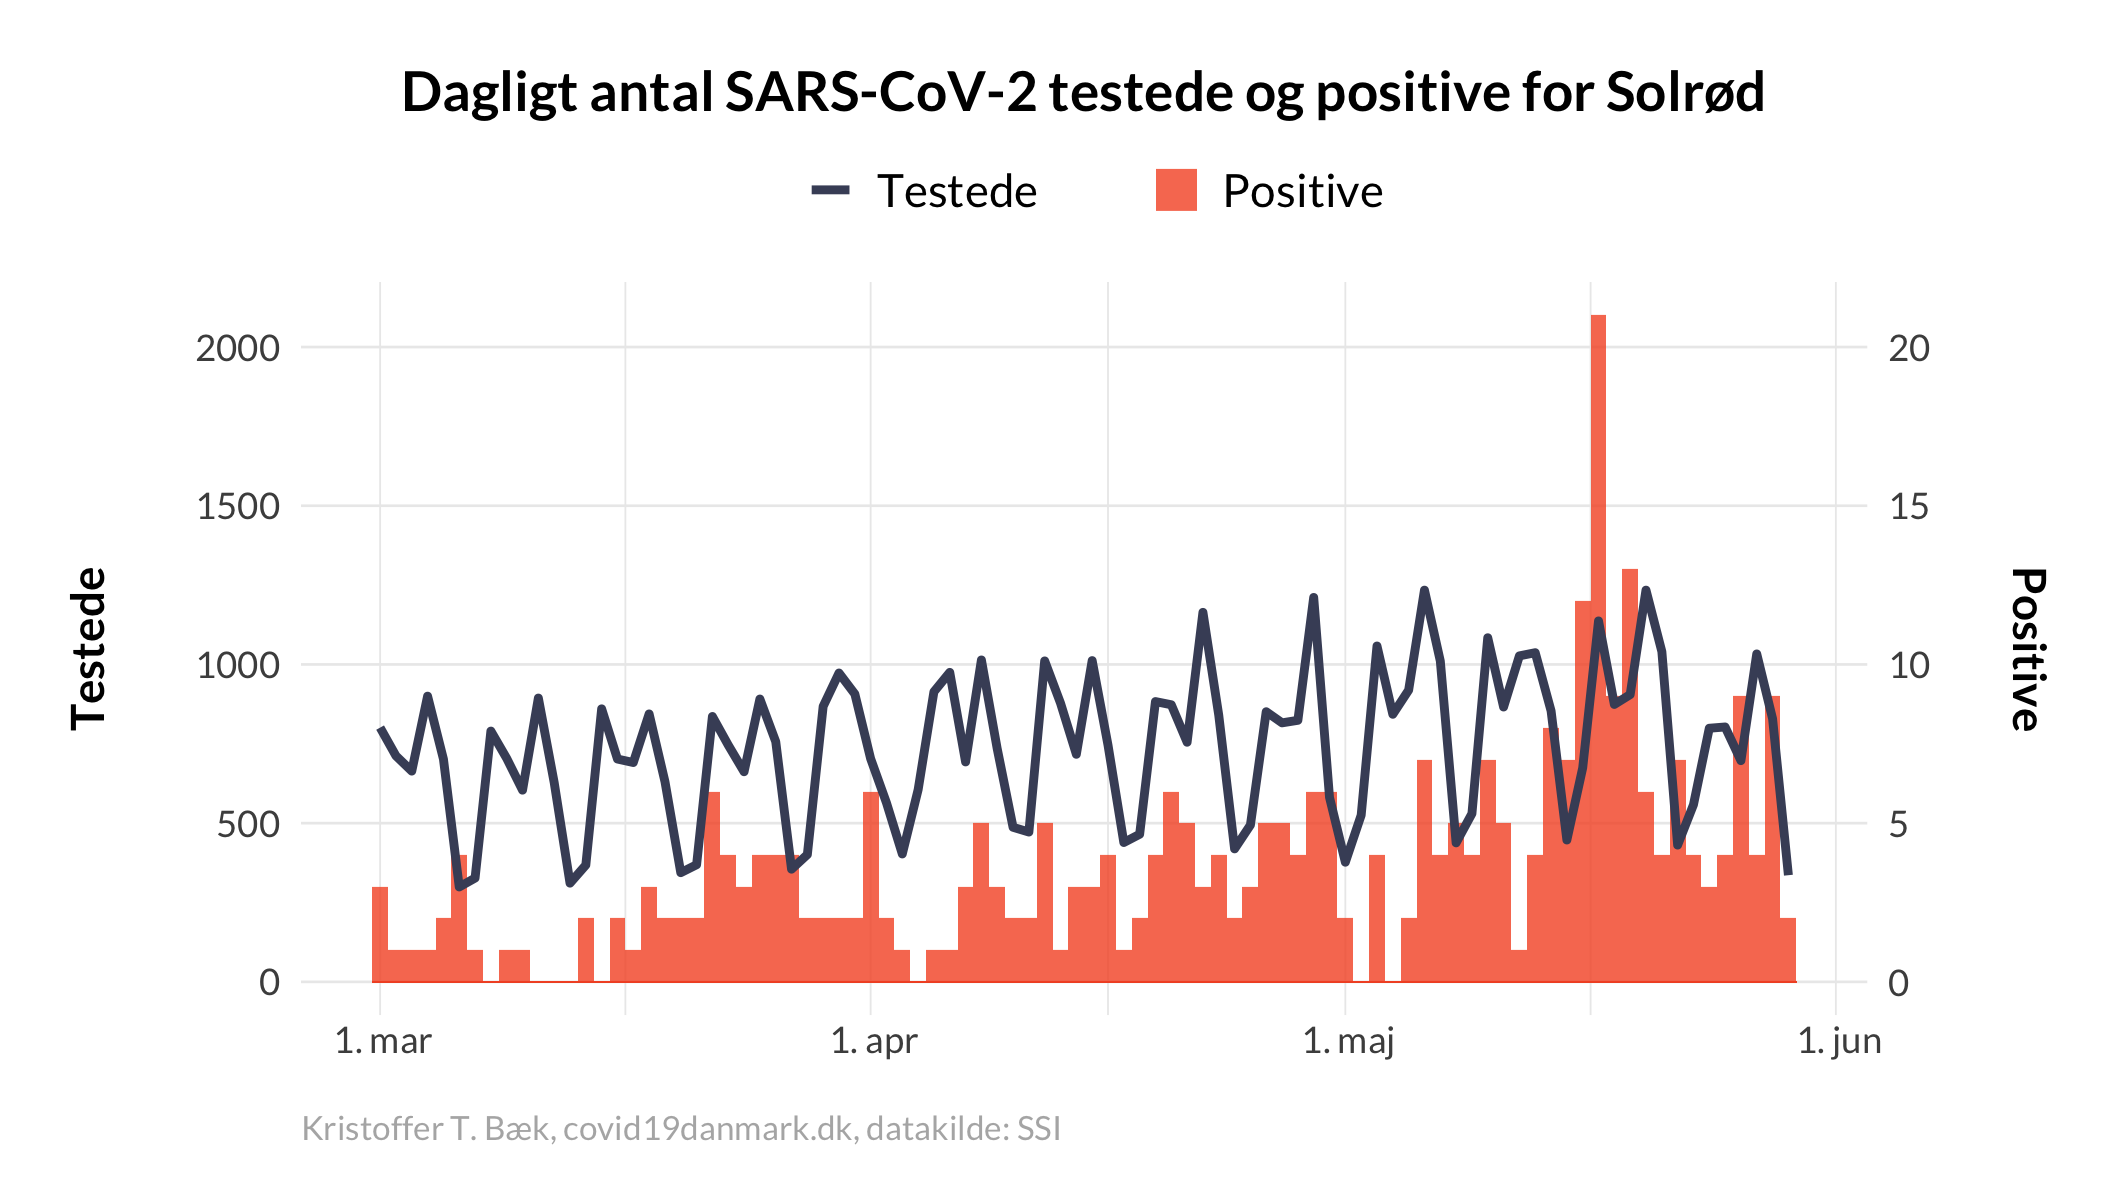 Dagligt antal SARS-CoV-2 testede og positive for Solrød
Testede
Positive
2000
1500
1000
500
0
20
15
10
5
0
Testede
Positive
1. mar
1. apr
1. maj
1. jun
Kristoffer T. Bæk, covid19danmark.dk, datakilde: SSI